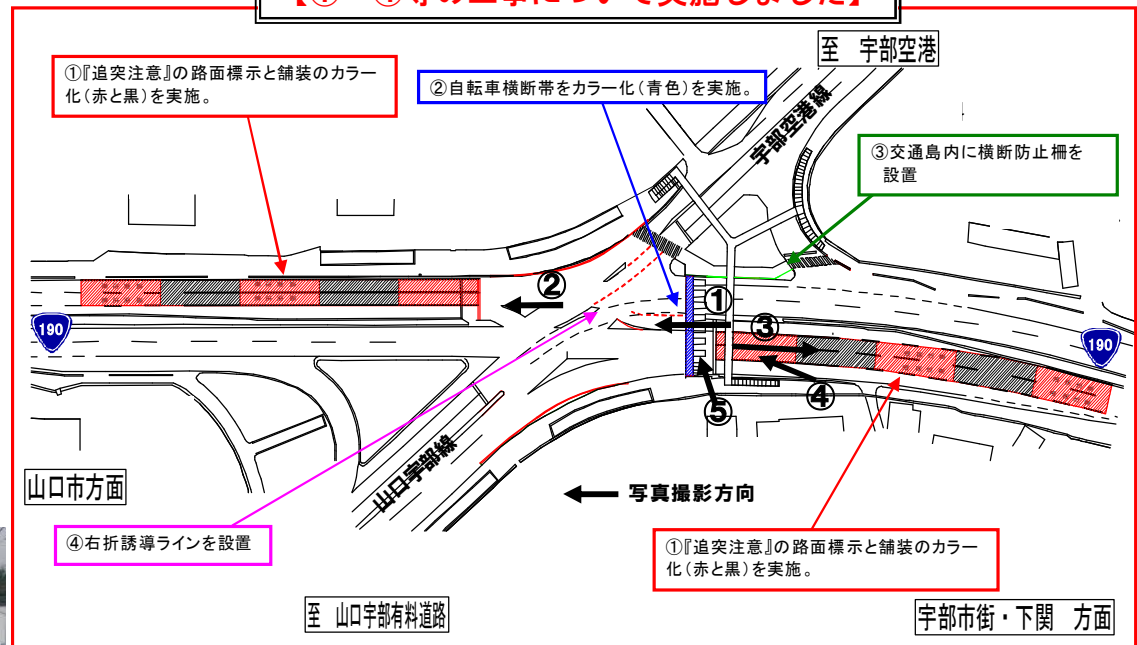 至 宇部空港
①『追突注意』の路面標示と舗装のカラー
化(赤と黒)を実施。
②自転車横断帯をカラー化(青色)を実施。
宇部空港線
③交通島内に横断防止柵を
設置
②
①
③
190
190
④
⑤
山口宇部線
山口市方面
写真撮影方向
④右折誘導ラインを設置
①『追突注意』の路面標示と舗装のカラー
化(赤と黒)を実施。
至 山口宇部有料道路
宇部市街・下関 方面